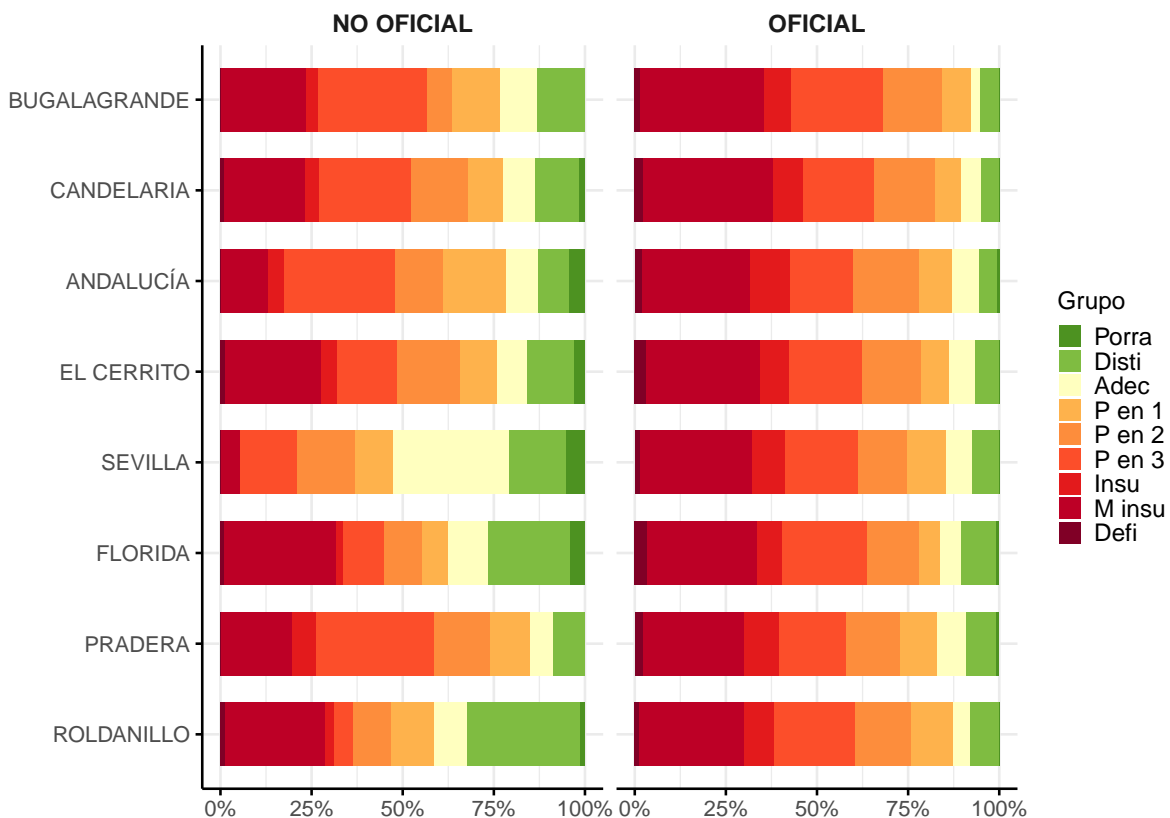 NO OFICIAL
OFICIAL
BUGALAGRANDE
CANDELARIA
ANDALUCÍA
EL CERRITO
SEVILLA
FLORIDA
PRADERA
ROLDANILLO
0% 25% 50% 75% 100%
0% 25% 50% 75% 100%
Grupo
Porra
Disti
Adec
P en 1
P en 2
P en 3
Insu
M insu
Defi